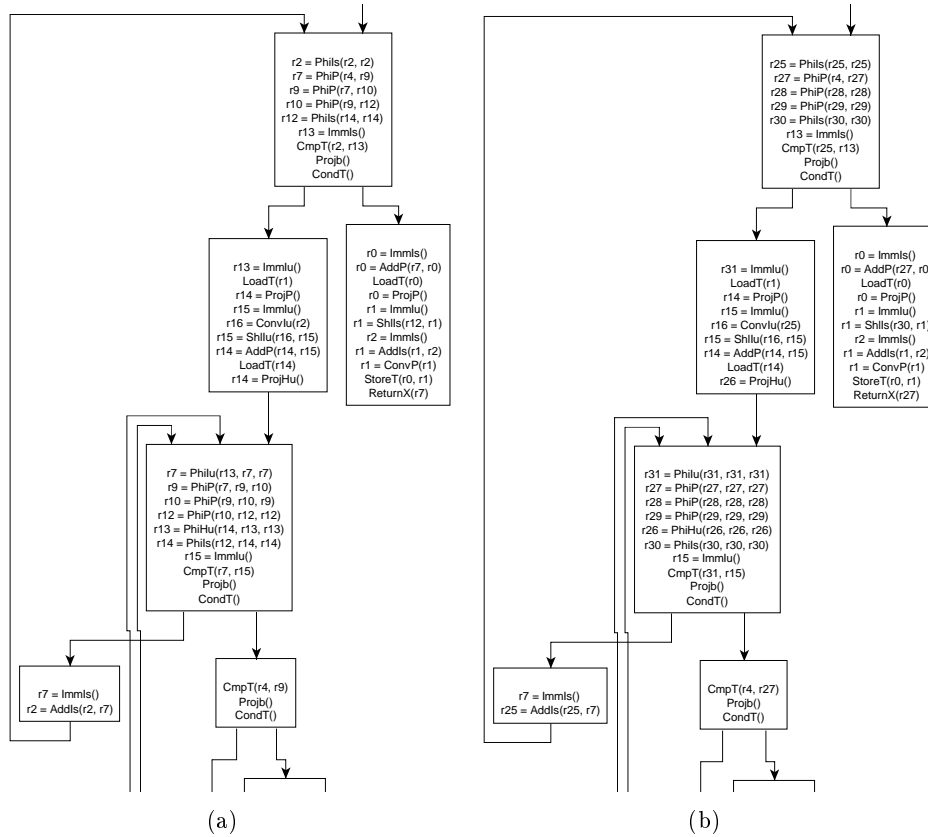 r2 = PhiIs(r2, r2)
r7 = PhiP(r4, r9)
r9 = PhiP(r7, r10)
r10 = PhiP(r9, r12)
r12 = PhiIs(r14, r14)
r13 = ImmIs()
CmpT(r2, r13)
Projb()
CondT()
r13 = ImmIu()
LoadT(r1)
r14 = ProjP()
r15 = ImmIu()
r16 = ConvIu(r2)
r15 = ShlIu(r16, r15)
r14 = AddP(r14, r15)
LoadT(r14)
r14 = ProjHu()
r0 = ImmIs()
r0 = AddP(r7, r0)
LoadT(r0)
r0 = ProjP()
r1 = ImmIu()
r1 = ShlIs(r12, r1)
r2 = ImmIs()
r1 = AddIs(r1, r2)
r1 = ConvP(r1)
StoreT(r0, r1)
ReturnX(r7)
r7 = PhiIu(r13, r7, r7)
r9 = PhiP(r7, r9, r10)
r10 = PhiP(r9, r10, r9)
r12 = PhiP(r10, r12, r12)
r13 = PhiHu(r14, r13, r13)
r14 = PhiIs(r12, r14, r14)
r15 = ImmIu()
CmpT(r7, r15)
Projb()
CondT()
r7 = ImmIs()
r2 = AddIs(r2, r7)
CmpT(r4, r9)
Projb()
CondT()
(a)
r25 = PhiIs(r25, r25)
r27 = PhiP(r4, r27)
r28 = PhiP(r28, r28)
r29 = PhiP(r29, r29)
r30 = PhiIs(r30, r30)
r13 = ImmIs()
CmpT(r25, r13)
Projb()
CondT()
r31 = ImmIu()
LoadT(r1)
r14 = ProjP()
r15 = ImmIu()
r16 = ConvIu(r25)
r15 = ShlIu(r16, r15)
r14 = AddP(r14, r15)
LoadT(r14)
r26 = ProjHu()
r0 = ImmIs()
r0 = AddP(r27, r0
LoadT(r0)
r0 = ProjP()
r1 = ImmIu()
r1 = ShlIs(r30, r1)
r2 = ImmIs()
r1 = AddIs(r1, r2)
r1 = ConvP(r1)
StoreT(r0, r1)
ReturnX(r27)
r31 = PhiIu(r31, r31, r31)
r27 = PhiP(r27, r27, r27)
r28 = PhiP(r28, r28, r28)
r29 = PhiP(r29, r29, r29)
r26 = PhiHu(r26, r26, r26)
r30 = PhiIs(r30, r30, r30)
r15 = ImmIu()
CmpT(r31, r15)
Projb()
CondT()
r7 = ImmIs()
r25 = AddIs(r25, r7)
CmpT(r4, r27)
Projb()
CondT()
(b)